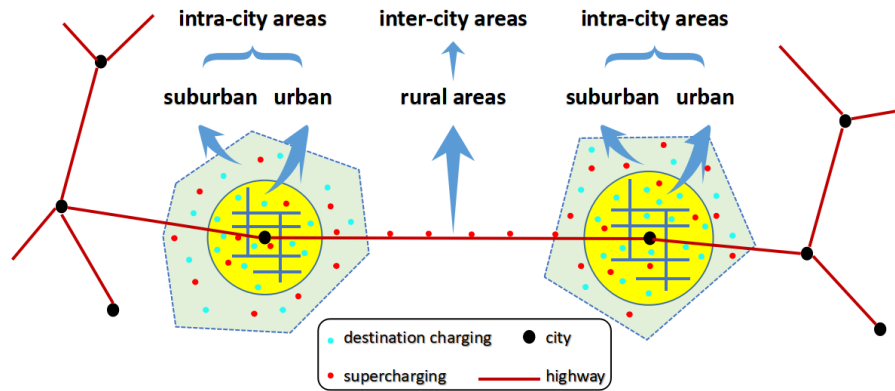 intra-city areas inter-city areas intra-city areas
suburban urban rural areas suburban urban
destination charging city
supercharging highway